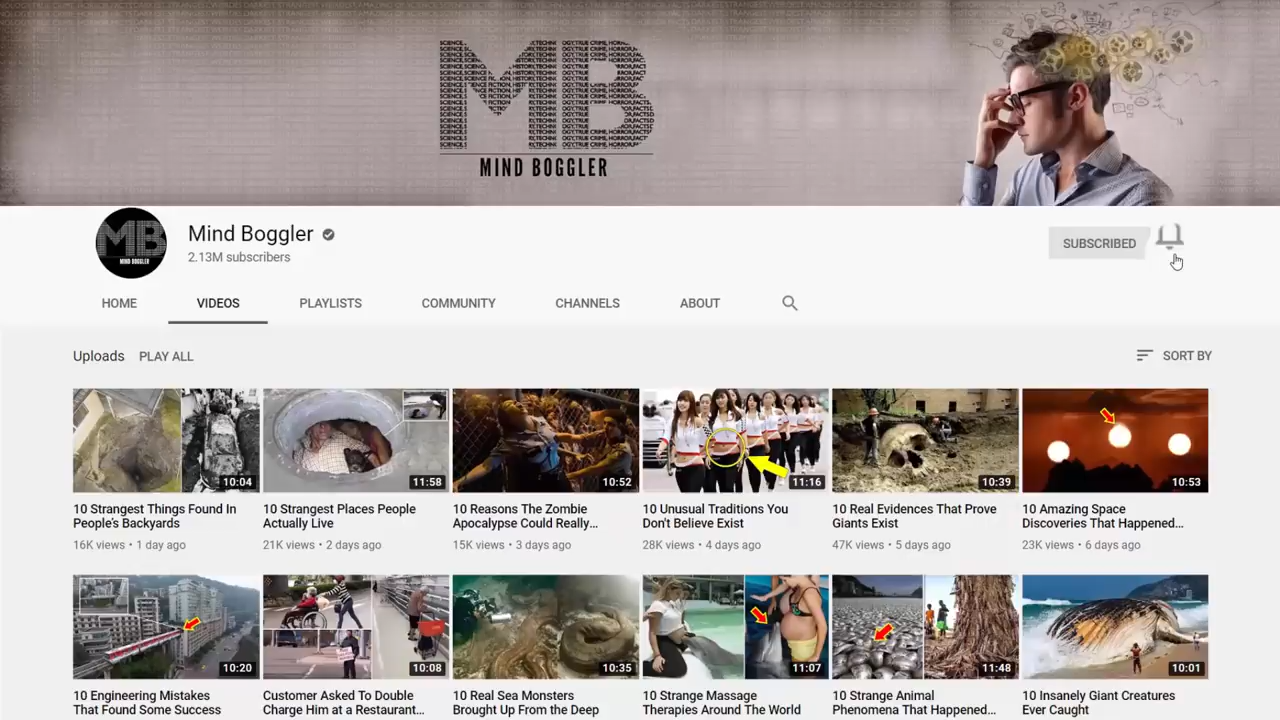 MB
MIND BOGGLER
MB
MIND BOGGLER
Mind Boggler
2.13M subscribers
SUBSCRIBED
HOME
VIDEOS
PLAYLISTS
COMMUNITY
CHANNELS
ABOUT
Uploads
PLAY ALL
SORT BY
10:04
11:58
10:52
11:16
10:39
10:53
10 Strangest Things Found In
People's Backyards
16K views • 1 day ago
10 Strangest Places People
Actually Live
21K views • 2 days ago
10 Reasons The Zombie
Apocalypse Could Really...
15K views • 3 days ago
10 Unusual Traditions You
Don't Believe Exist
28K views • 4 days ago
10 Real Evidences That Prove
Giants Exist
47K views • 5 days ago
10 Amazing Space
Discoveries That Happened...
23K views • 6 days ago
10:20
10:08
10:35
11:07
11:48
10:01
10 Engineering Mistakes
That Found Some Success
Customer Asked To Double
Charge Him at a Restaurant...
10 Real Sea Monsters
Brought Up From the Deep
10 Strange Massage
Therapies Around The World
10 Strange Animal
Phenomena That Happened...
10 Insanely Giant Creatures
Ever Caught